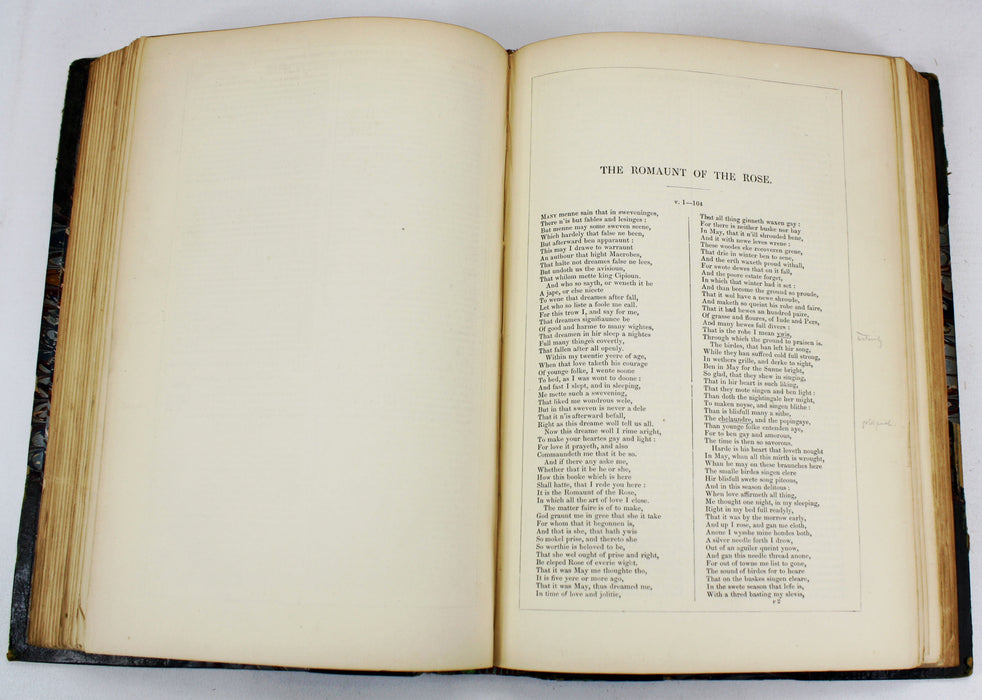 THE ROMAUNT OF THE ROSE.
v. 1—104
MANY menne sain that in sweveninges,
There n'is but fables and lesinges :
But menne may some sweven scene,
Which hardely that false ne been,
But afterward ben apparaunt :
This may I drawe to warraunt
An authour that hight Macrobes,
That halte not dreames false ne lees,
But undoth us the avisioun,
That whilom mette king Cipioun.
And who so sayth, or weneth it be
A jape, or else nicete
To wene that dreames after fall,
Let who so liste a foole me call.
For this trow I, and say for me,
That dreames signifiaunce be
Of good and harme to many wightes,
That dreamen in hir sleep a nightes
Full many thinges covertly,
That fallen after all openly.
Within my twentie yeere of age,
When that love taketh his courage
Of younge folke, I wente soone
To bed, as I was wont to doone :
And fast I slept, and in sleeping,
Me mette such a swevening,
That liked me wondrous wele,
But in that sweven is never a dele
That it n'is afterward befall,
Right as this dreame woll tell us all.
Now this dreame woll I rime aright,
To make your heartes gay and light :
For love it prayeth, and also
Commaundeth me that it be so.
And if there any aske me,
Whether that it be he or she,
How this booke which is here
Shall hatte, that I rede you here :
It is the Romaunt of the Rose,
In which all the art of love I close.
The matter faire is of to make,
God graunt me in gree that she it take
For whom that it begonnen is,
And that is she, that hath ywis
So mokel prise, and thereto she
So worthie is beloved to be,
That she wel ought of prise and right,
Be cleped Rose of everie wight.
That it was May me thoughte tho,
It is five yere or more ago,
That it was May, thus dreamed me,
In time of love and jolitie,
That all thing ginneth waxen gay :
For there is neither buske nor hay
In May, that it n'ill shrouded bene,
And it with newe leves wrene :
These woodes eke recoveren grene,
That drie in winter ben to sene,
And the erth waxeth proud withall,
For swote dewes that on it fall,
And the poore estate forget,
In which that winter had it set :
And than become the ground so proude,
That it wol have a newe shroude,
And maketh so queint his robe and faire,
That it had hewes an hundred paire,
Of grasse and floures, of Inde and Pers,
And many hewes full divers :
That is the robe I mean ywis,
Through which the ground to praisen is.
The birdes, that han left hir song,
While they han suffred cold full strong,
In wethers grille, and derke to sight,
Ben in May for the Sunne bright,
So glad, that they shew in singing,
That in hir heart is such liking,
That they mote singen and ben light :
Than doth the nightingale her might,
To maken noyse, and singen blithe :
Than is blisfull many a sithe,
The chelaundre, and the popingaye,
Than younge folke entenden aye,
For to ben gay and amorous,
The time is then so savorous.
Harde is his heart that loveth nought
In May, whan all this mirth is wrought,
Whan he may on these braunches here
The smalle birdes singen clere
Hir blisfull swete song piteous,
And in this season delitous :
When love affirmeth all thing,
Me thought one night, in my sleeping,
Right in my bed full readyly,
That it was by the morrow early,
And up I rose, and gan me cloth,
Anone I wysshe mine hondes both,
A silver needle forth I drow,
Out of an aguiler queint ynow,
And gan this needle thread anone,
For out of towne me list to gone,
The sound of birdes for to heare
That on the buskes singen cleare,
In the swete season that lefe is,
With a thred basting my slevis,
certainly